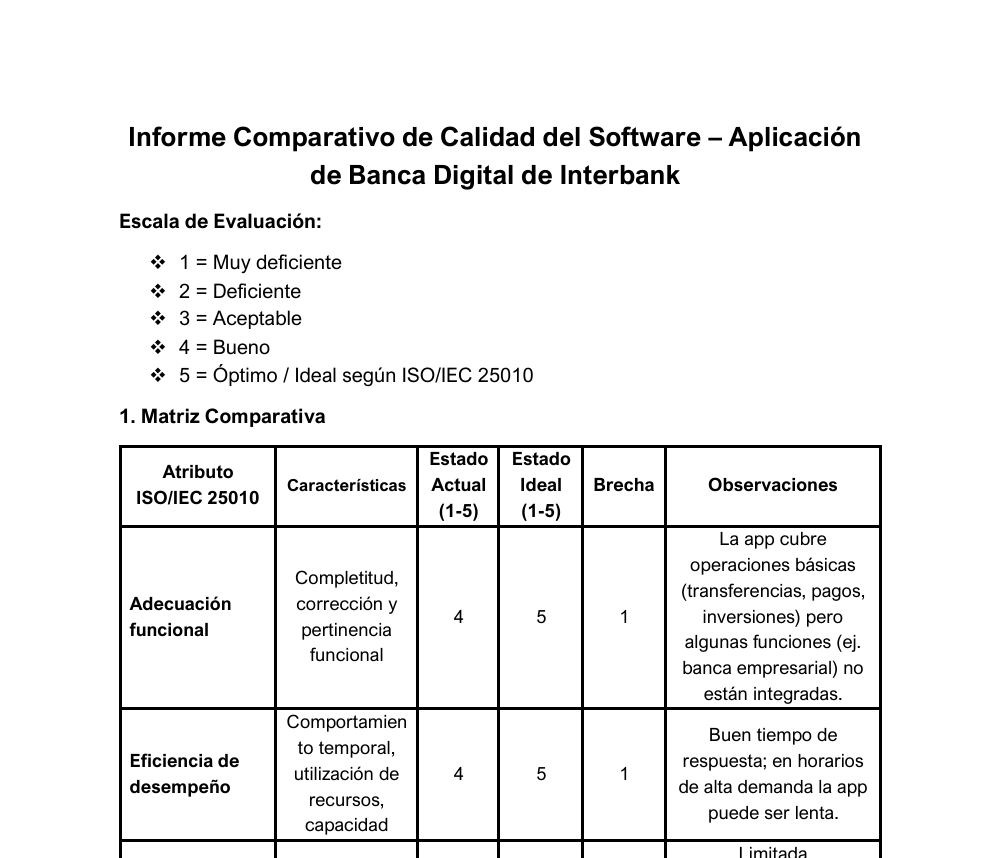 Informe Comparativo de Calidad del Software – Aplicación
de Banca Digital de Interbank
Escala de Evaluación:
❖ 1 = Muy deficiente
❖ 2 = Deficiente
❖ 3 = Aceptable
❖ 4 = Bueno
❖ 5 = Óptimo / Ideal según ISO/IEC 25010
1. Matriz Comparativa
Atributo
ISO/IEC 25010
Características
Estado
Actual
(1-5)
Estado
Ideal
(1-5)
Brecha
Observaciones
Adecuación
funcional
Completitud,
corrección y
pertinencia
funcional
4
5
1
La app cubre
operaciones básicas
(transferencias, pagos,
inversiones) pero
algunas funciones (ej.
banca empresarial) no
están integradas.
Eficiencia de
desempeño
Comportamien
to temporal,
utilización de
recursos,
capacidad
4
5
1
Buen tiempo de
respuesta; en horarios
de alta demanda la app
puede ser lenta.
Limitada